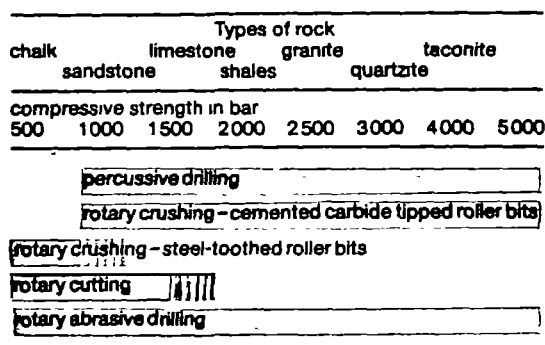 Types of rock
chalk limestone granite taconite
sandstone shales quartzite
compressive strength in bar
500 1000 1500 2000 2500 3000 4000 5000
percussive drilling
rotary crushing – cemented carbide tipped roller bits
rotary crushing – steel-toothed roller bits
rotary cutting
rotary abrasive drilling